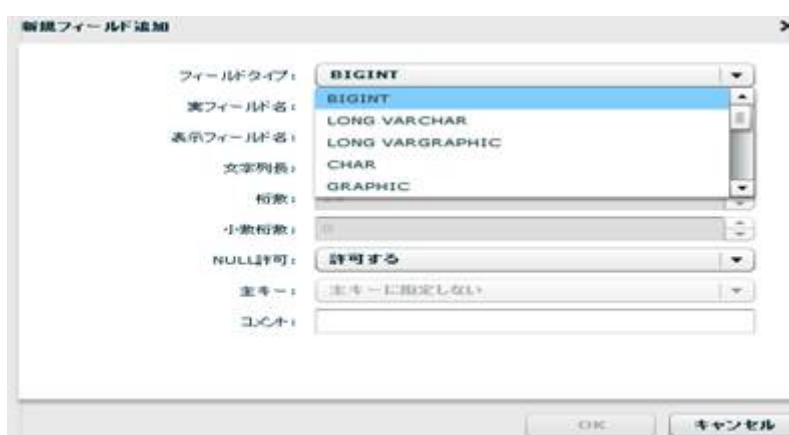 新規フィールド追加
フィールドタイプ: BIGINT
BIGINT
実フィールド名:
LONG VARCHAR
表示フィールド名:
LONG VARGRAPHIC
文字列長:
CHAR
GRAPHIC
桁数:
小数桁数: 0
NULL許可: 許可する
主キー: 主キーに指定しない
コメント:
OK キャンセル